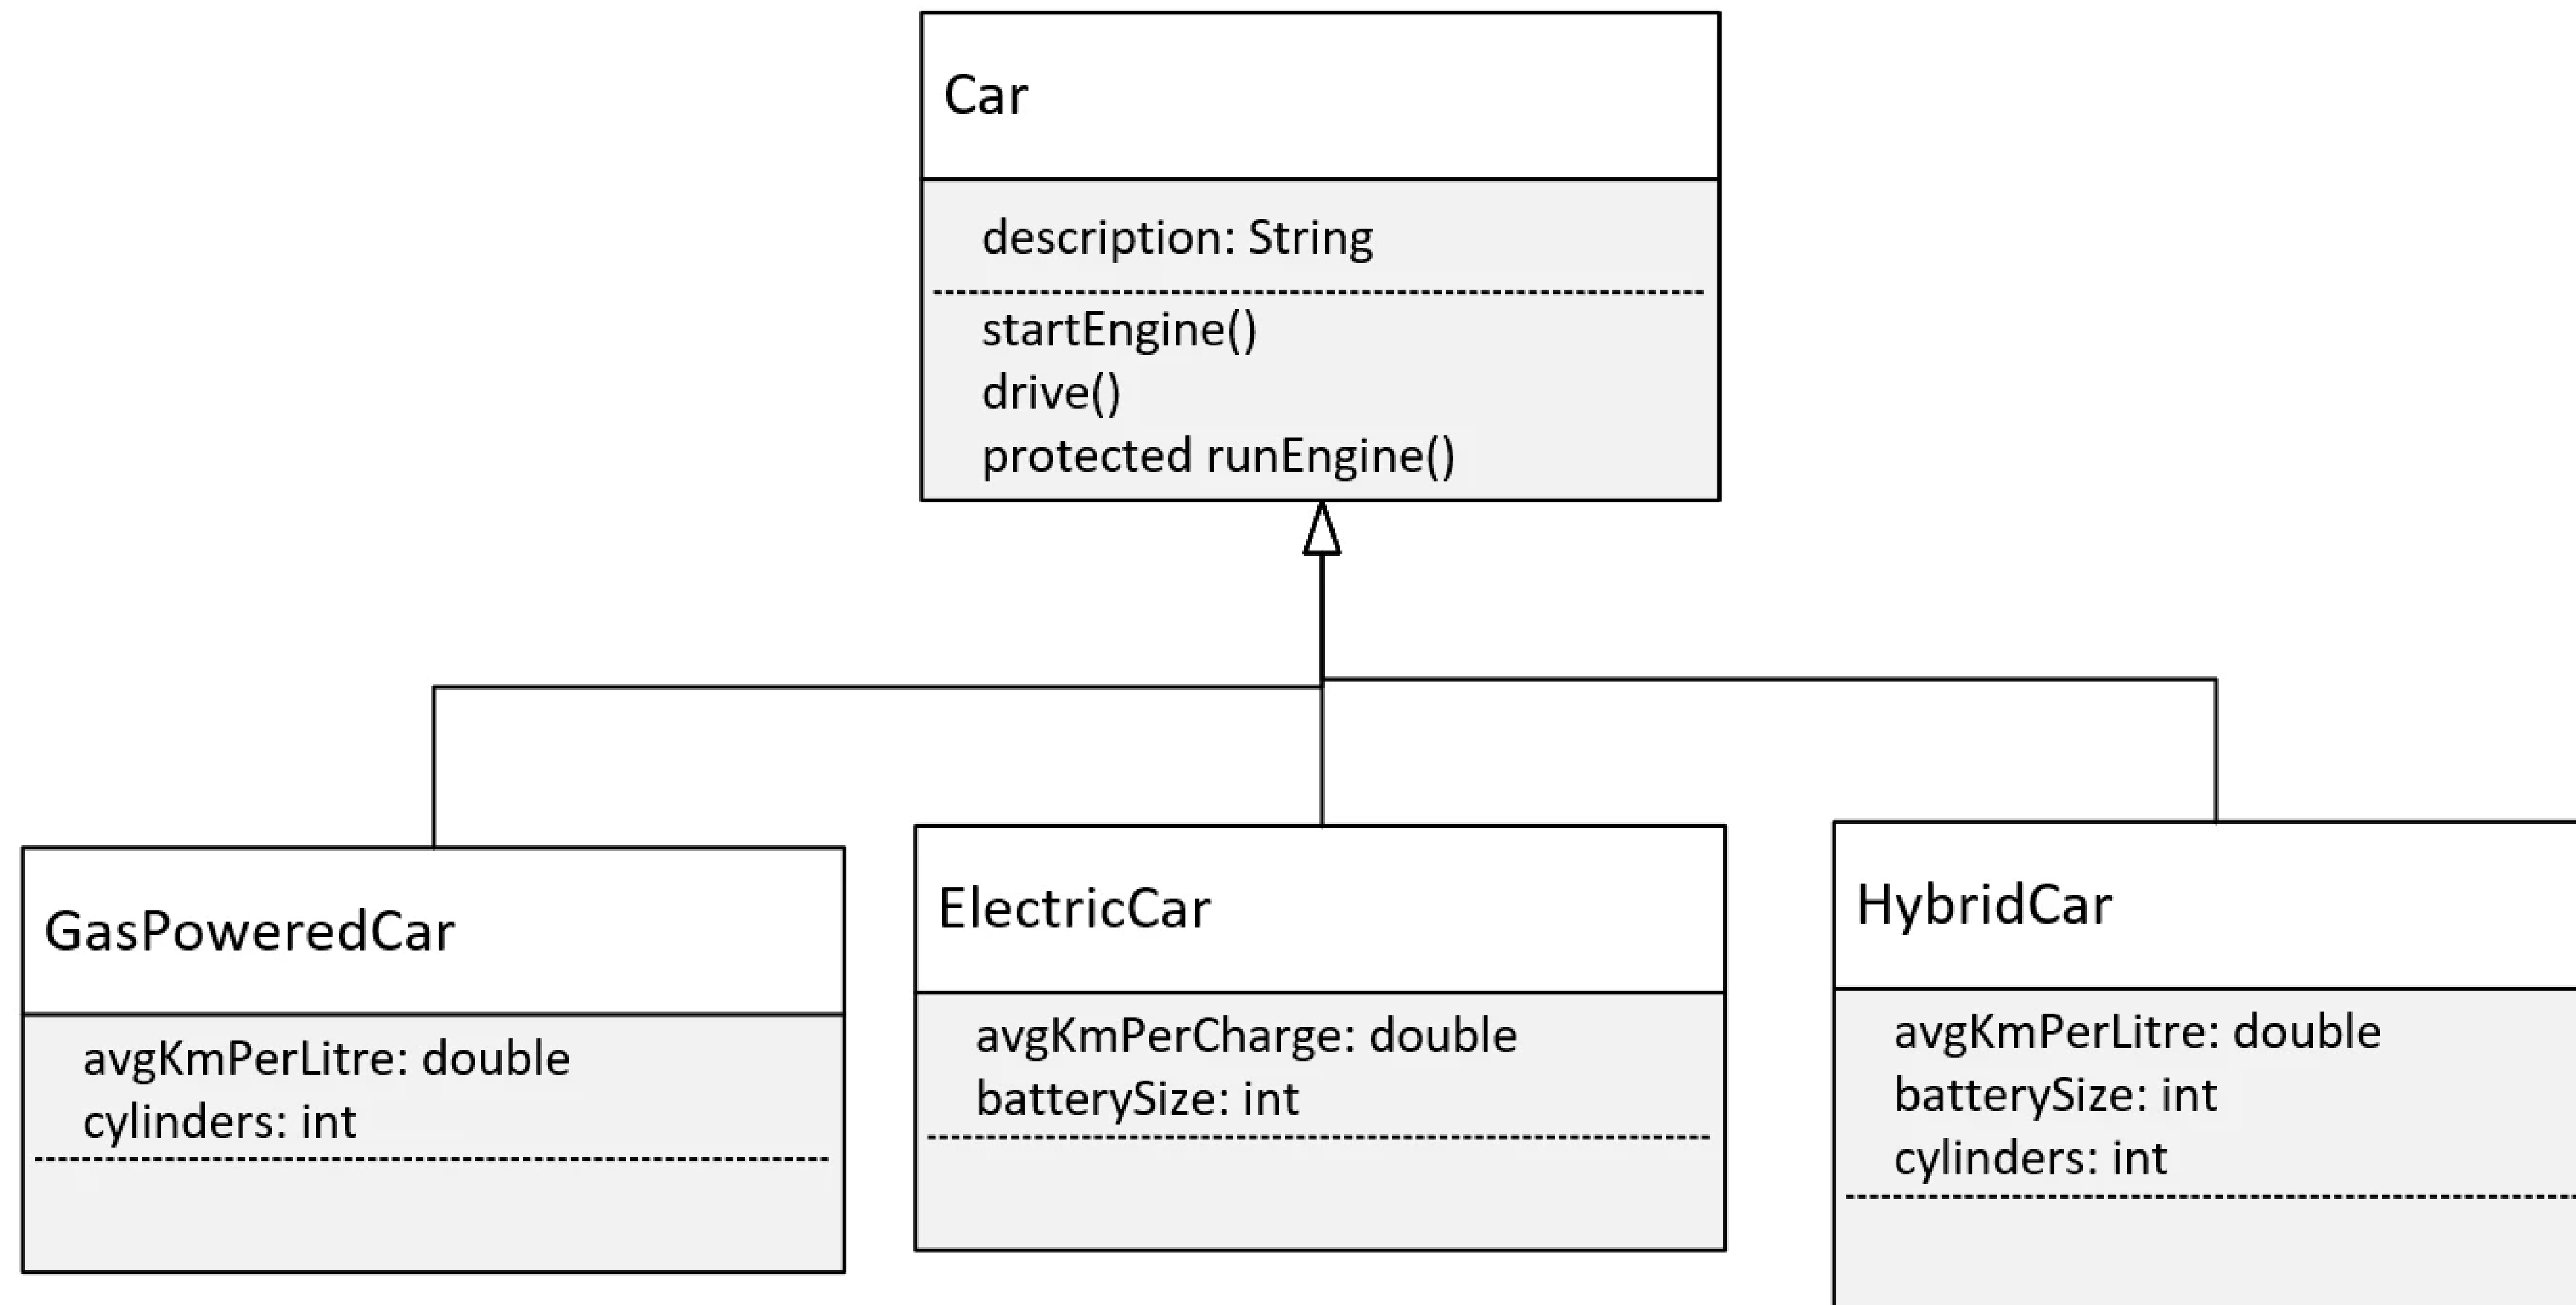 Car
description: String
startEngine()
drive()
protected runEngine()
GasPoweredCar
avgKmPerLitre: double
cylinders: int
ElectricCar
avgKmPerCharge: double
batterySize: int
HybridCar
avgKmPerLitre: double
batterySize: int
cylinders: int